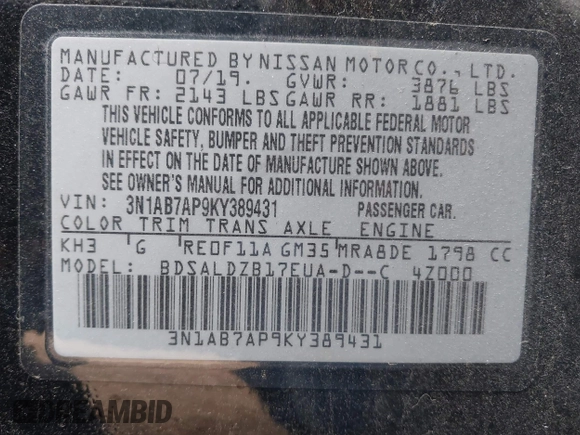 MANUFACTURED BY NISSAN MOTOR CO., LTD.
DATE: 07/19. GVWR: 3876 LBS
GAWR FR: 2143 LBS GAWR RR: 1881 LBS
THIS VEHICLE CONFORMS TO ALL APPLICABLE FEDERAL MOTOR
VEHICLE SAFETY, BUMPER AND THEFT PREVENTION STANDARDS
IN EFFECT ON THE DATE OF MANUFACTURE SHOWN ABOVE.
SEE OWNER'S MANUAL FOR ADDITIONAL INFORMATION.
VIN: 3N1AB7AP9KY389431 PASSENGER CAR.
COLOR TRIM TRANS AXLE ENGINE
KH3 G RE0F11A GM35 MRA8DE 1798 CC
MODEL: BDSALDZB17EUA-D--C 4Z000
3N1AB7AP9KY389431
DREAMBID